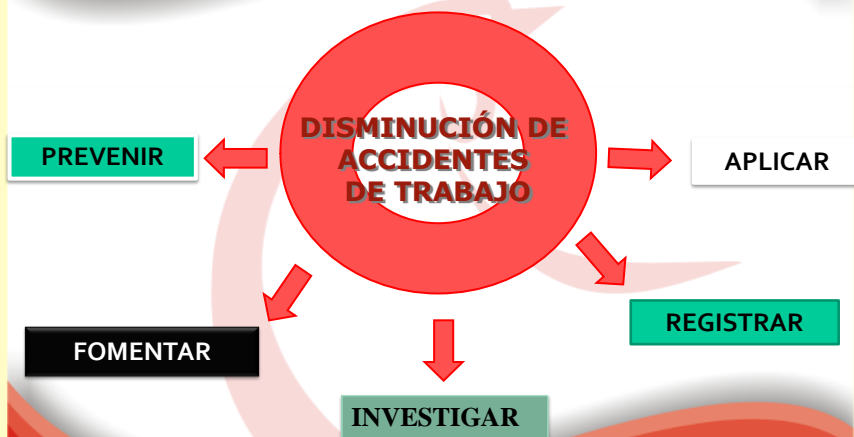 DISMINUCIÓN DE
ACCIDENTES
DE TRABAJO
PREVENIR
APLICAR
FOMENTAR
REGISTRAR
INVESTIGAR